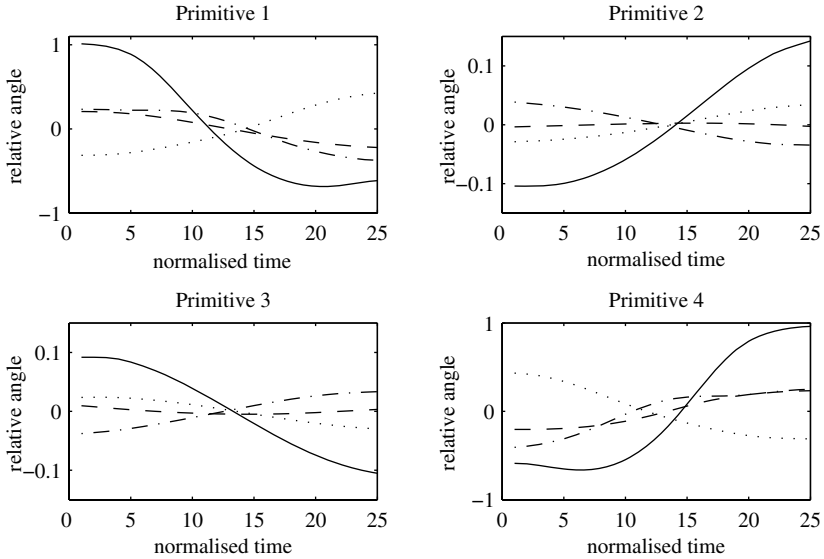 Primitive 1
1
0
−1
relative angle
0 5 10 15 20 25
normalised time
Primitive 2
0.1
0
−0.1
relative angle
0 5 10 15 20 25
normalised time
Primitive 3
0.1
0
−0.1
relative angle
0 5 10 15 20 25
normalised time
Primitive 4
1
0
−1
relative angle
0 5 10 15 20 25
normalised time